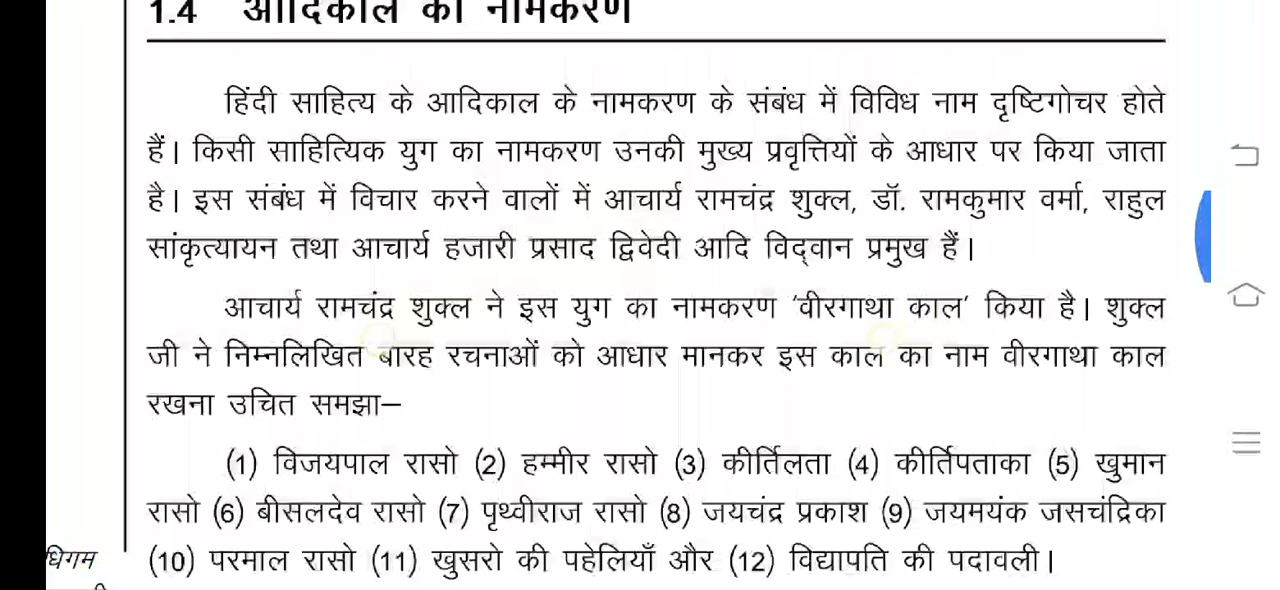 1.4 आदिकाल का नामकरण
हिंदी साहित्य के आदिकाल के नामकरण के संबंध में विविध नाम दृष्टिगोचर होते
हैं। किसी साहित्यिक युग का नामकरण उनकी मुख्य प्रवृत्तियों के आधार पर किया जाता
है। इस संबंध में विचार करने वालों में आचार्य रामचंद्र शुक्ल, डॉ. रामकुमार वर्मा, राहुल
सांकृत्यायन तथा आचार्य हजारी प्रसाद द्विवेदी आदि विद्वान प्रमुख हैं।
आचार्य रामचंद्र शुक्ल ने इस युग का नामकरण 'वीरगाथा काल' किया है। शुक्ल
जी ने निम्नलिखित बारह रचनाओं को आधार मानकर इस काल का नाम वीरगाथा काल
रखना उचित समझा–
(1) विजयपाल रासो (2) हम्मीर रासो (3) कीर्तिलता (4) कीर्तिपताका (5) खुमान
रासो (6) बीसलदेव रासो (7) पृथ्वीराज रासो (8) जयचंद्र प्रकाश (9) जयमयंक जसचंद्रिका
(10) परमाल रासो (11) खुसरो की पहेलियाँ और (12) विद्यापति की पदावली।
धिगम